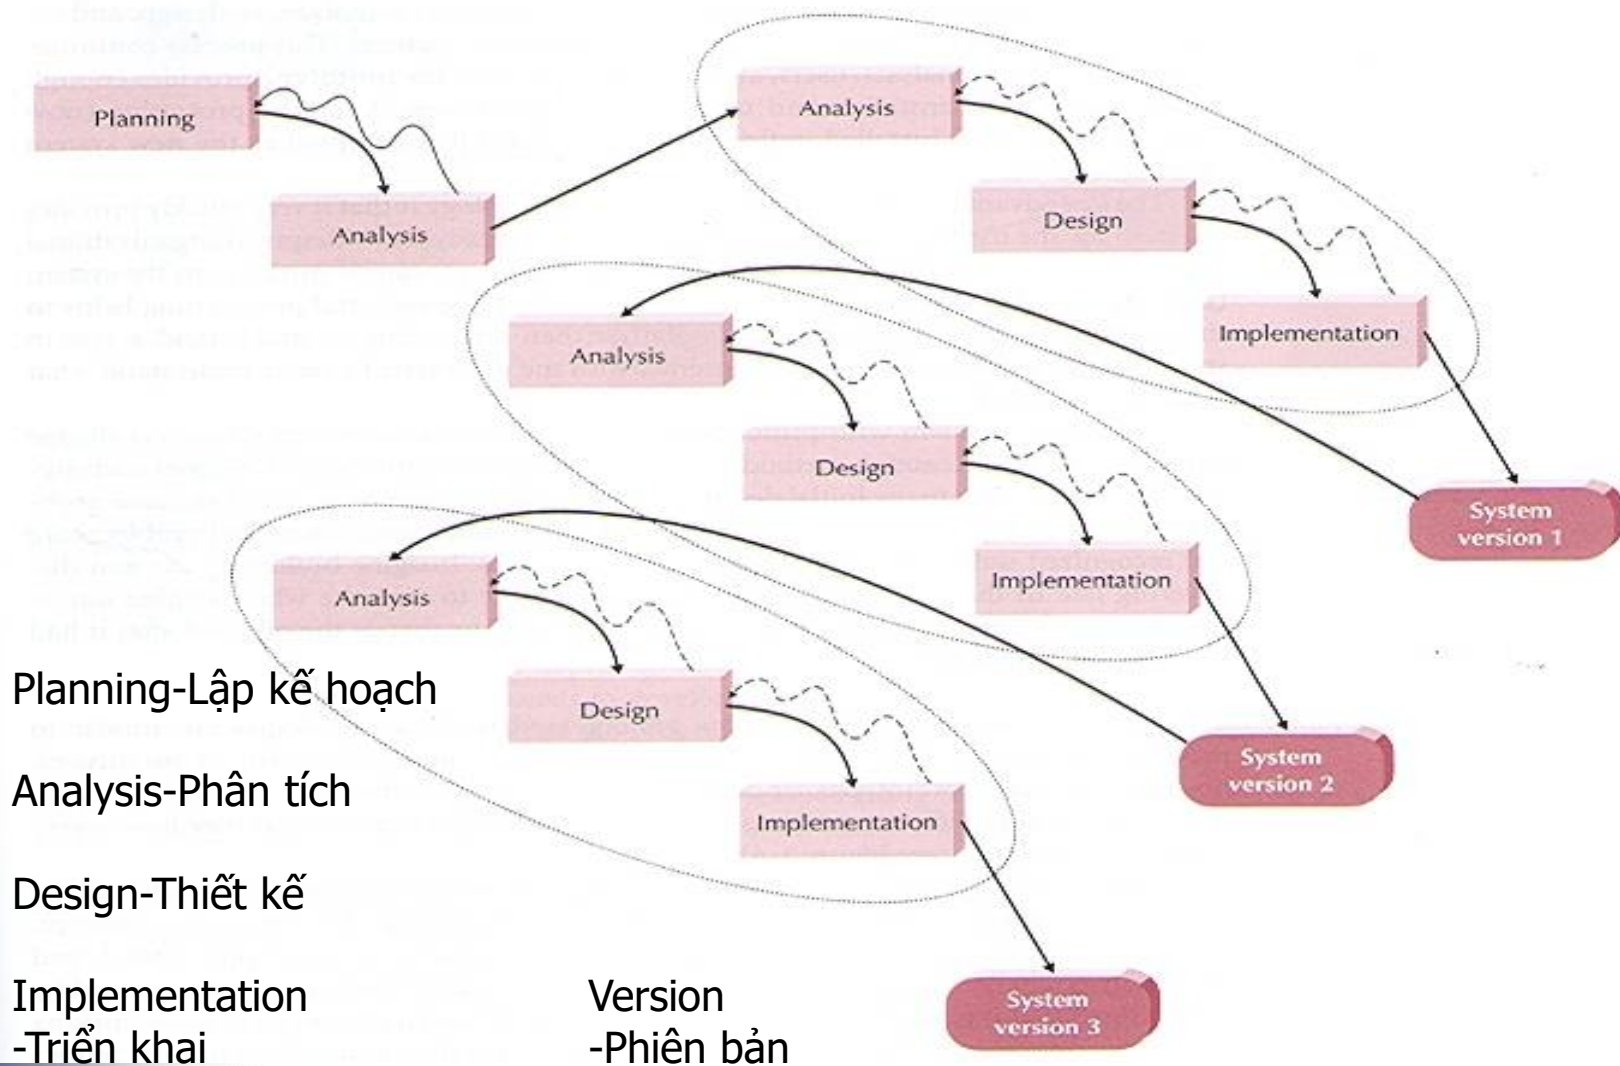 Planning
Analysis
Analysis
Design
Implementation
System
version 1
Analysis
Design
Implementation
System
version 2
Analysis
Design
Implementation
System
version 3
Planning-Lập kế hoạch
Analysis-Phân tích
Design-Thiết kế
Implementation
-Triển khai
Version
-Phiên bản